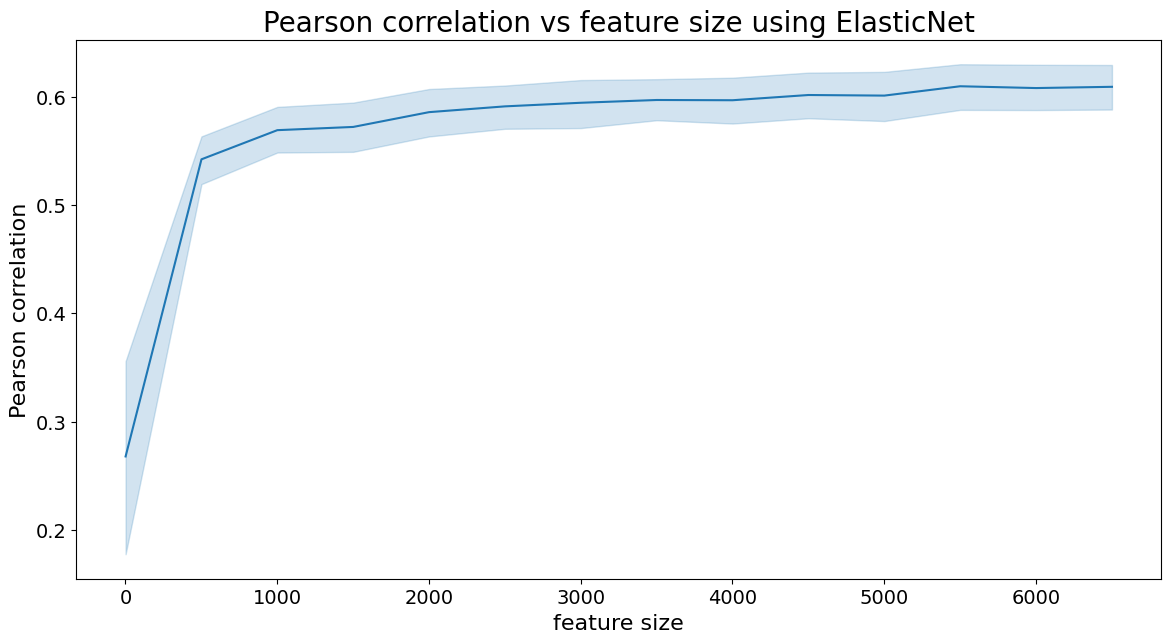 Pearson correlation vs feature size using ElasticNet
Pearson correlation
0.6
0.5
0.4
0.3
0.2
0 1000 2000 3000 4000 5000 6000
feature size